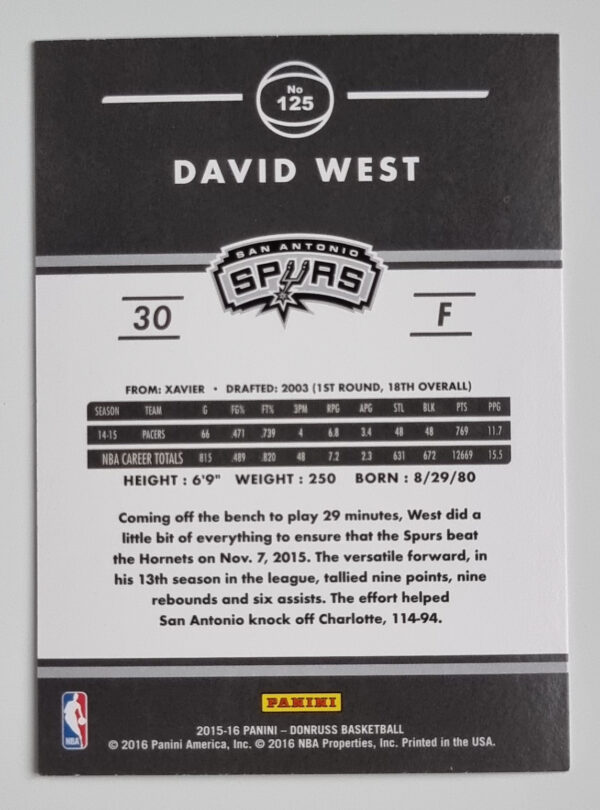 No
125
DAVID WEST
SAN ANTONIO
SPURS
30
F
FROM: XAVIER • DRAFTED: 2003 (1ST ROUND, 18TH OVERALL)
SEASON TEAM G FG% FT% 3PM RPG APG STL BLK PTS PPG
14-15 PACERS 66 .471 .739 4 6.8 3.4 48 48 769 11.7
NBA CAREER TOTALS 815 .489 .820 48 7.2 2.3 631 672 12669 15.5
HEIGHT : 6'9" WEIGHT : 250 BORN : 8/29/80
Coming off the bench to play 29 minutes, West did a
little bit of everything to ensure that the Spurs beat
the Hornets on Nov. 7, 2015. The versatile forward, in
his 13th season in the league, tallied nine points, nine
rebounds and six assists. The effort helped
San Antonio knock off Charlotte, 114-94.
PANINI
NBA
2015-16 PANINI – DONRUSS BASKETBALL
© 2016 Panini America, Inc. © 2016 NBA Properties, Inc. Printed in the USA.